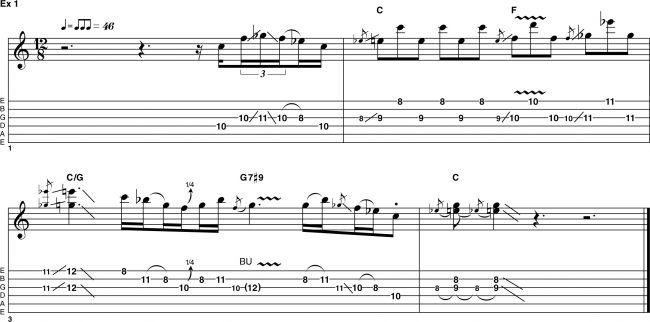 Ex 1
♩=♩♩♩ = 46
C F
12 8
3
E 8 8 8 10 11
B
G 10 11 10 8 8 9 9 9 9 10 10 10 11 11
D 10 10
A
E
1
C/G 1/4 G7♯9 C
1/4 BU
E 11 12 8 8
B 11 8 8 11 8 11 10 8 8 8
G 11 12 10 10 (12) 11 10 8 8 9 8 9
D 10
A
E
3